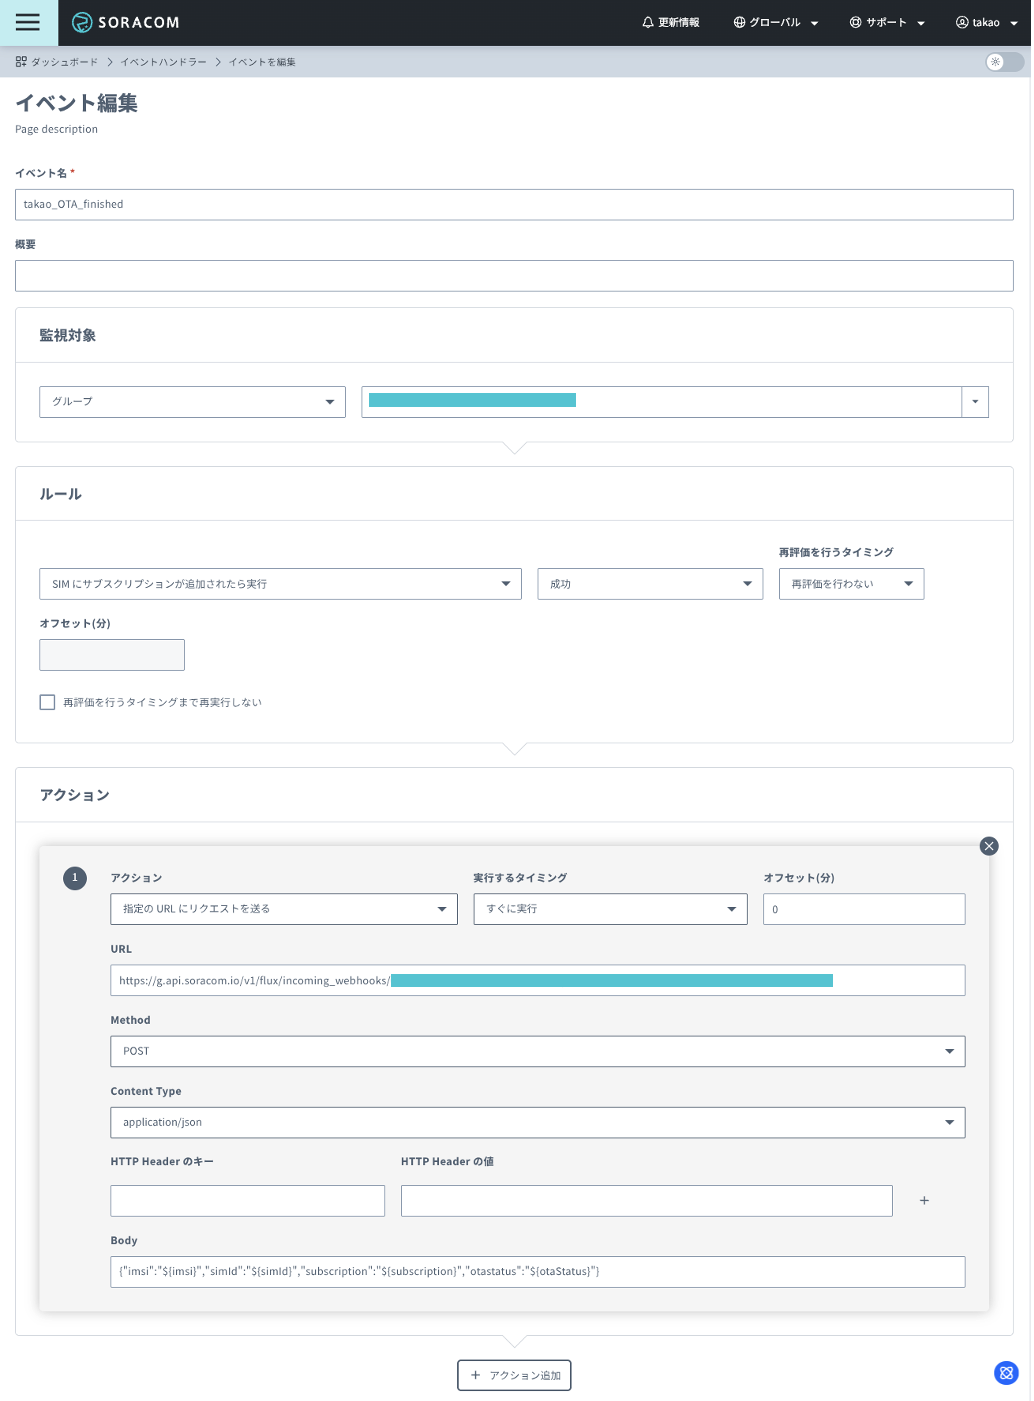 SORACOM
更新情報
グローバル
サポート
takao
ダッシュボード
イベントハンドラー
イベントを編集
イベント編集
Page description
イベント名 *
takao_OTA_finished
概要
監視対象
グループ
ルール
再評価を行うタイミング
SIM にサブスクリプションが追加されたら実行
成功
再評価を行わない
オフセット(分)
再評価を行うタイミングまで再実行しない
アクション
1
アクション
実行するタイミング
オフセット(分)
指定の URL にリクエストを送る
すぐに実行
0
URL
https://g.api.soracom.io/v1/flux/incoming_webhooks/
Method
POST
Content Type
application/json
HTTP Header のキー
HTTP Header の値
+
Body
{"imsi":"${imsi}","simId":"${simId}","subscription":"${subscription}","otastatus":"${otaStatus}"}
+ アクション追加